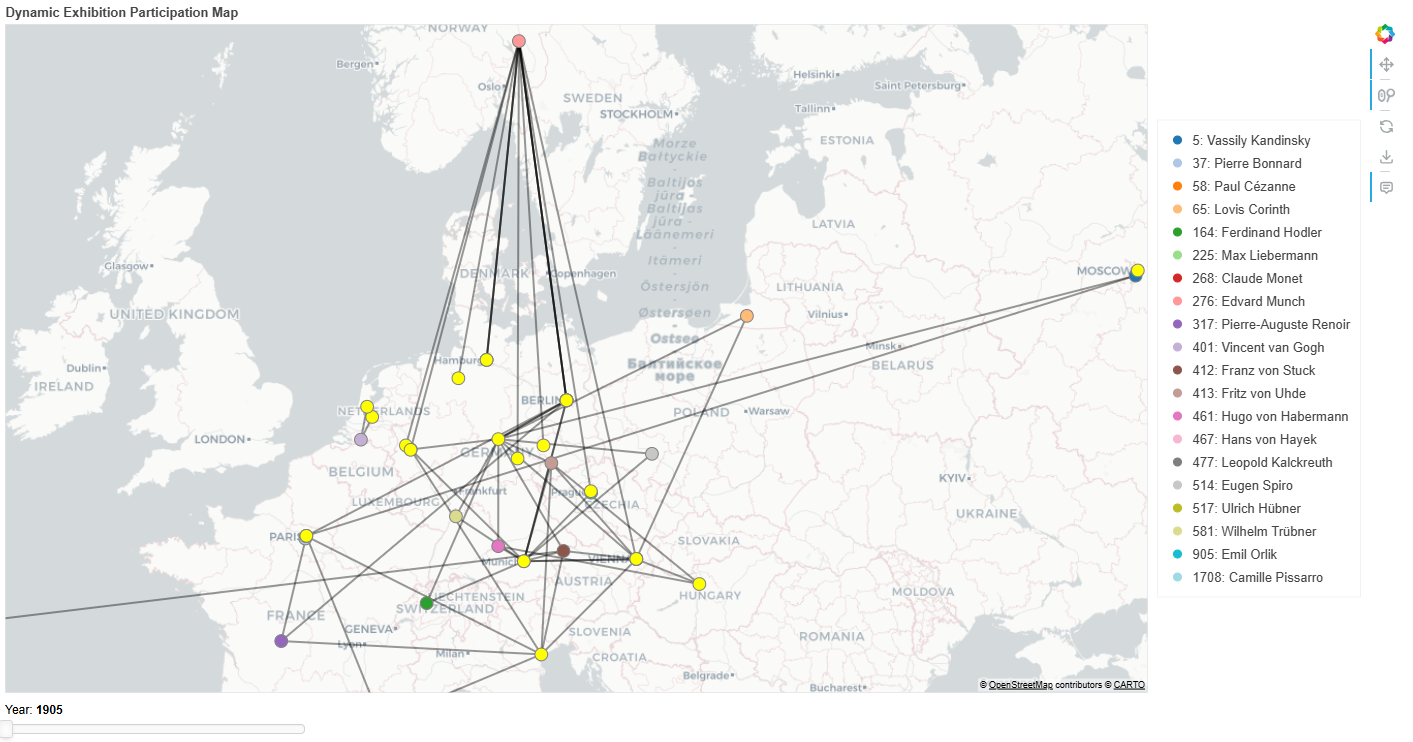 Dynamic Exhibition Participation Map
NORWAY
Bergen
Oslo
SWEDEN
STOCKHOLM
Helsinki
Saint Petersburg
Tallinn
ESTONIA
Morze
Bałtyckie
-
Baltijos
jūra -
Baltijas
jūra -
Läänemeri
-
Itämeri
-
Östersjön
-
Østersøen
-
Ostsee
-
Балтийское
море
LATVIA
Glasgow
DENMARK
Copenhagen
MOSCOW
LITHUANIA
UNITED KINGDOM
Vilnius
Minsk
BELARUS
Dublin
IRELAND
Hamburg
BERLIN
NETHERLANDS
POLAND
Warsaw
LONDON
GERMANY
BELGIUM
KYIV
Frankfurt
Prague
LUXEMBOURG
CZECHIA
UKRAINE
PARIS
SLOVAKIA
Munich
VIENNA
AUSTRIA
HUNGARY
MOLDOVA
LIECHTENSTEIN
SWITZERLAND
FRANCE
GENEVA
SLOVENIA
ROMANIA
Lyon
Milan
CROATIA
Belgrade
Bucharest
© OpenStreetMap contributors © CARTO
5: Vassily Kandinsky
37: Pierre Bonnard
58: Paul Cézanne
65: Lovis Corinth
164: Ferdinand Hodler
225: Max Liebermann
268: Claude Monet
276: Edvard Munch
317: Pierre-Auguste Renoir
401: Vincent van Gogh
412: Franz von Stuck
413: Fritz von Uhde
461: Hugo von Habermann
467: Hans von Hayek
477: Leopold Kalckreuth
514: Eugen Spiro
517: Ulrich Hübner
581: Wilhelm Trübner
905: Emil Orlik
1708: Camille Pissarro
Year: 1905